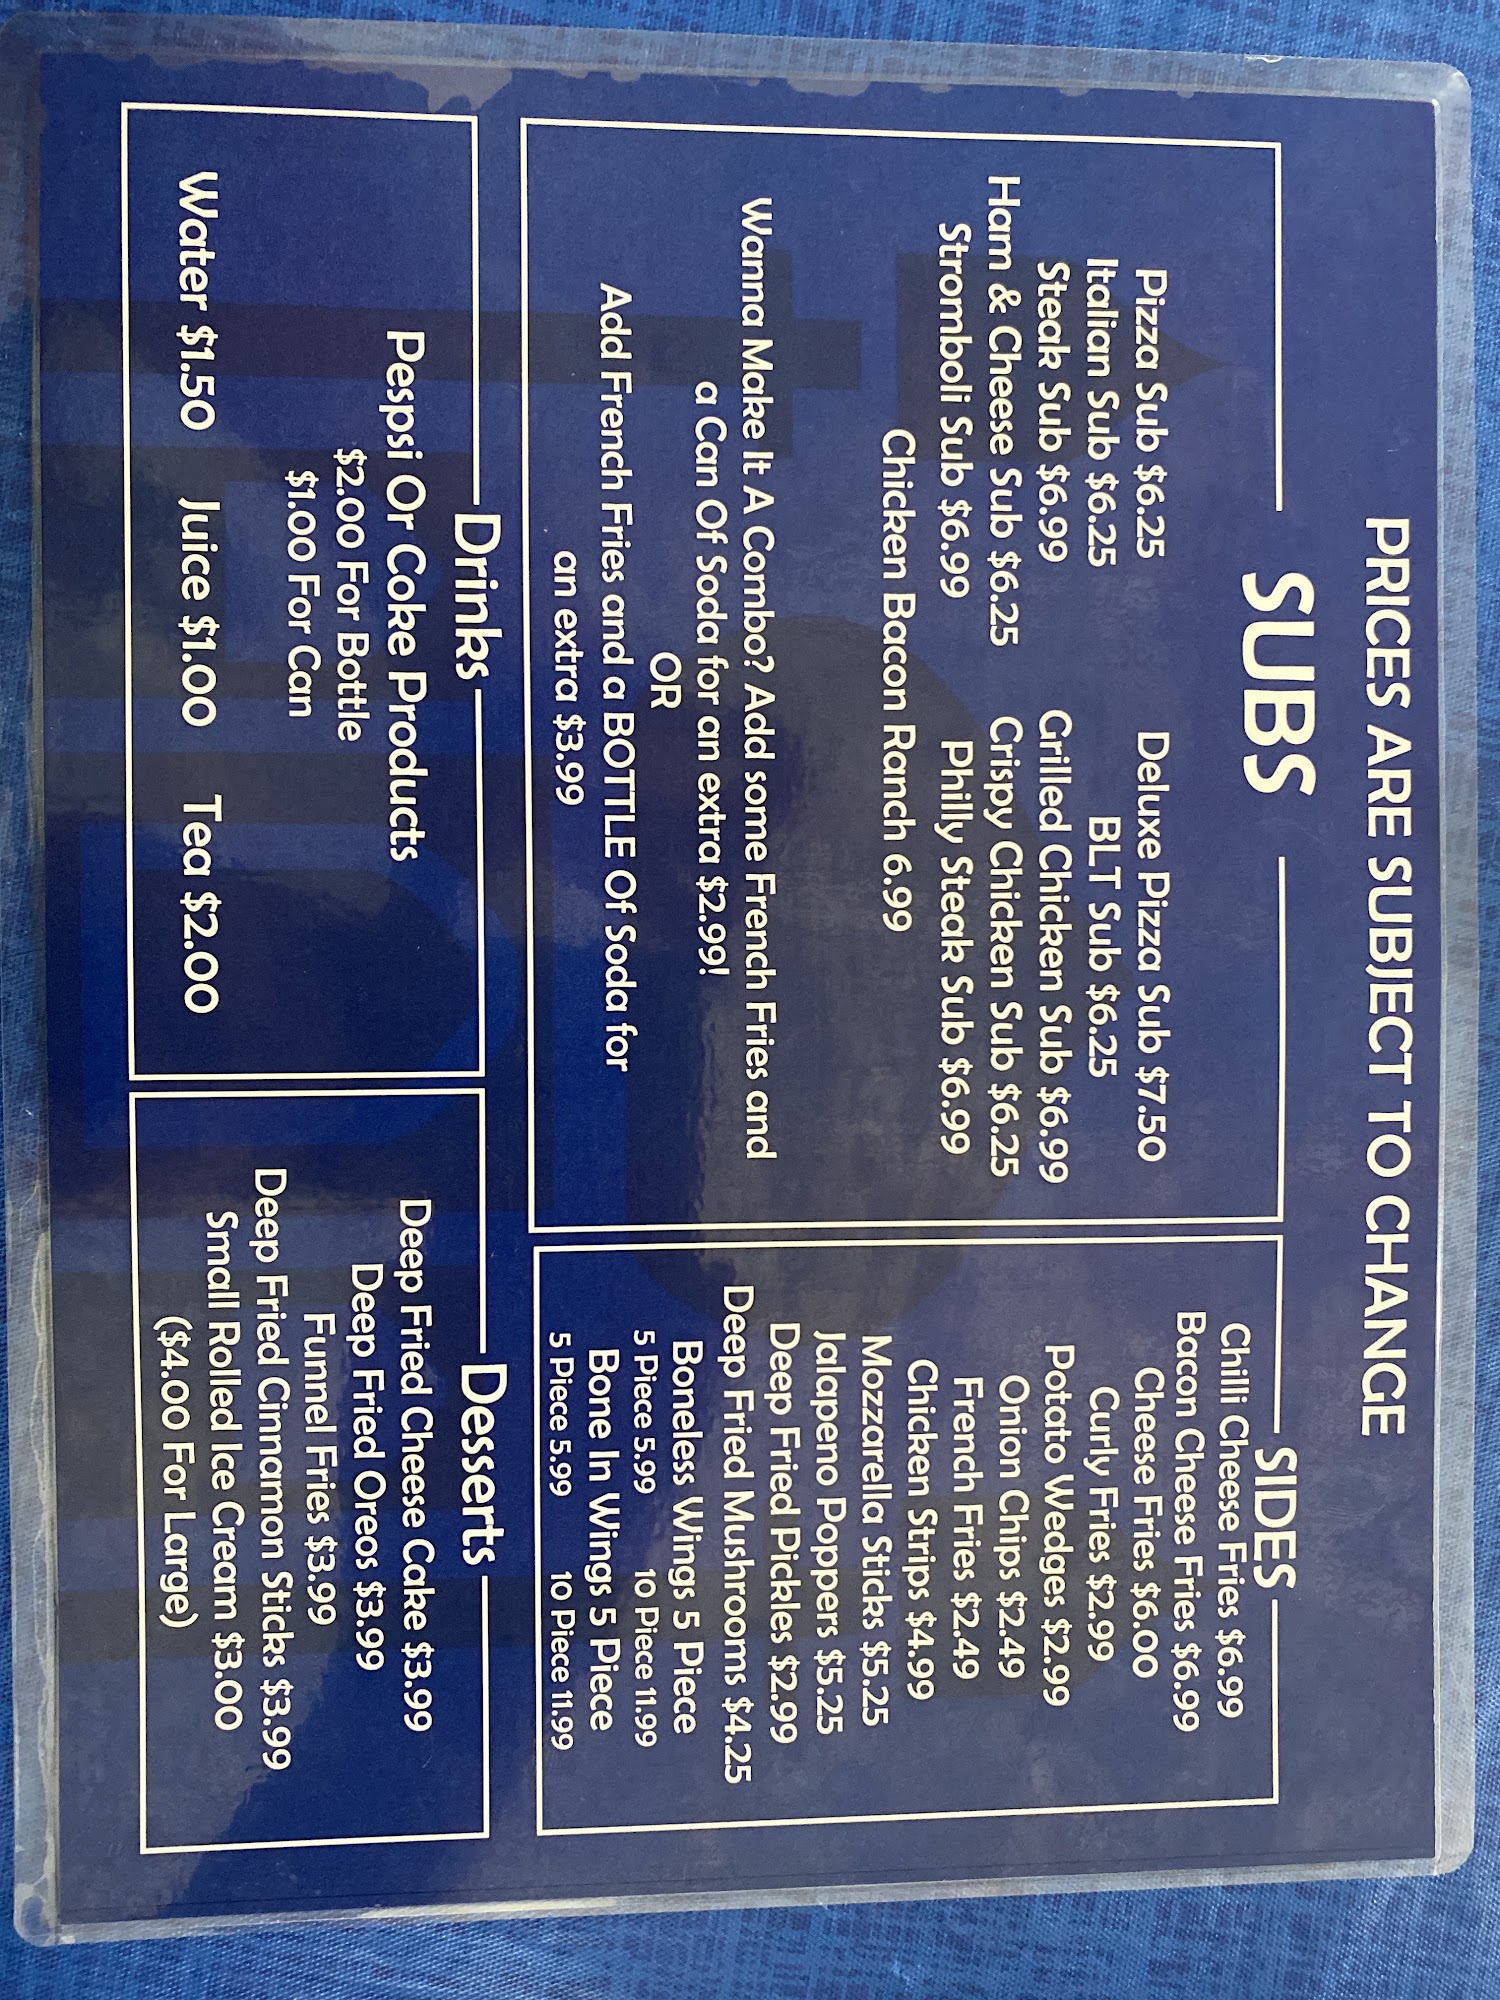 PRICES ARE SUBJECT TO CHANGE
SUBS
Pizza Sub $6.25
Italian Sub $6.25
Steak Sub $6.99
Ham & Cheese Sub $6.25
Stromboli Sub $6.99
Deluxe Pizza Sub $7.50
BLT Sub $6.25
Grilled Chicken Sub $6.99
Crispy Chicken Sub $6.25
Philly Steak Sub $6.99
Chicken Bacon Ranch 6.99
Wanna Make It A Combo? Add some French Fries and
a Can Of Soda for an extra $2.99!
OR
Add French Fries and a BOTTLE Of Soda for
an extra $3.99
SIDES
Chilli Cheese Fries $6.99
Bacon Cheese Fries $6.99
Cheese Fries $6.00
Curly Fries $2.99
Potato Wedges $2.99
Onion Chips $2.49
French Fries $2.49
Chicken Strips $4.99
Mozzarella Sticks $5.25
Jalapeno Poppers $5.25
Deep Fried Pickles $2.99
Deep Fried Mushrooms $4.25
Boneless Wings 5 Piece
5 Piece 5.99 10 Piece 11.99
Bone In Wings 5 Piece
5 Piece 5.99 10 Piece 11.99
Drinks
Pespsi Or Coke Products
$2.00 For Bottle
$1.00 For Can
Water $1.50 Juice $1.00 Tea $2.00
Desserts
Deep Fried Cheese Cake $3.99
Deep Fried Oreos $3.99
Funnel Fries $3.99
Deep Fried Cinnamon Sticks $3.99
Small Rolled Ice Cream $3.00
($4.00 For Large)